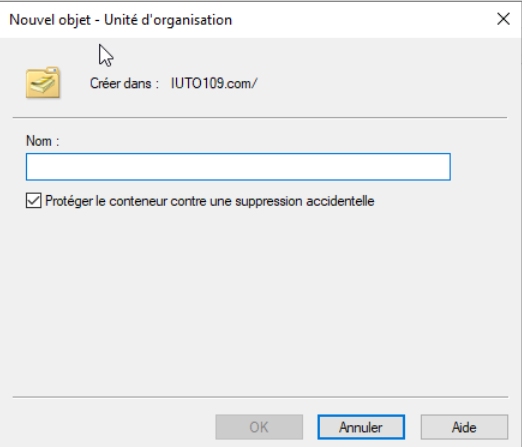 Nouvel objet - Unité d'organisation
Créer dans : IUTO109.com/
Nom :
Protéger le conteneur contre une suppression accidentelle
OK Annuler Aide